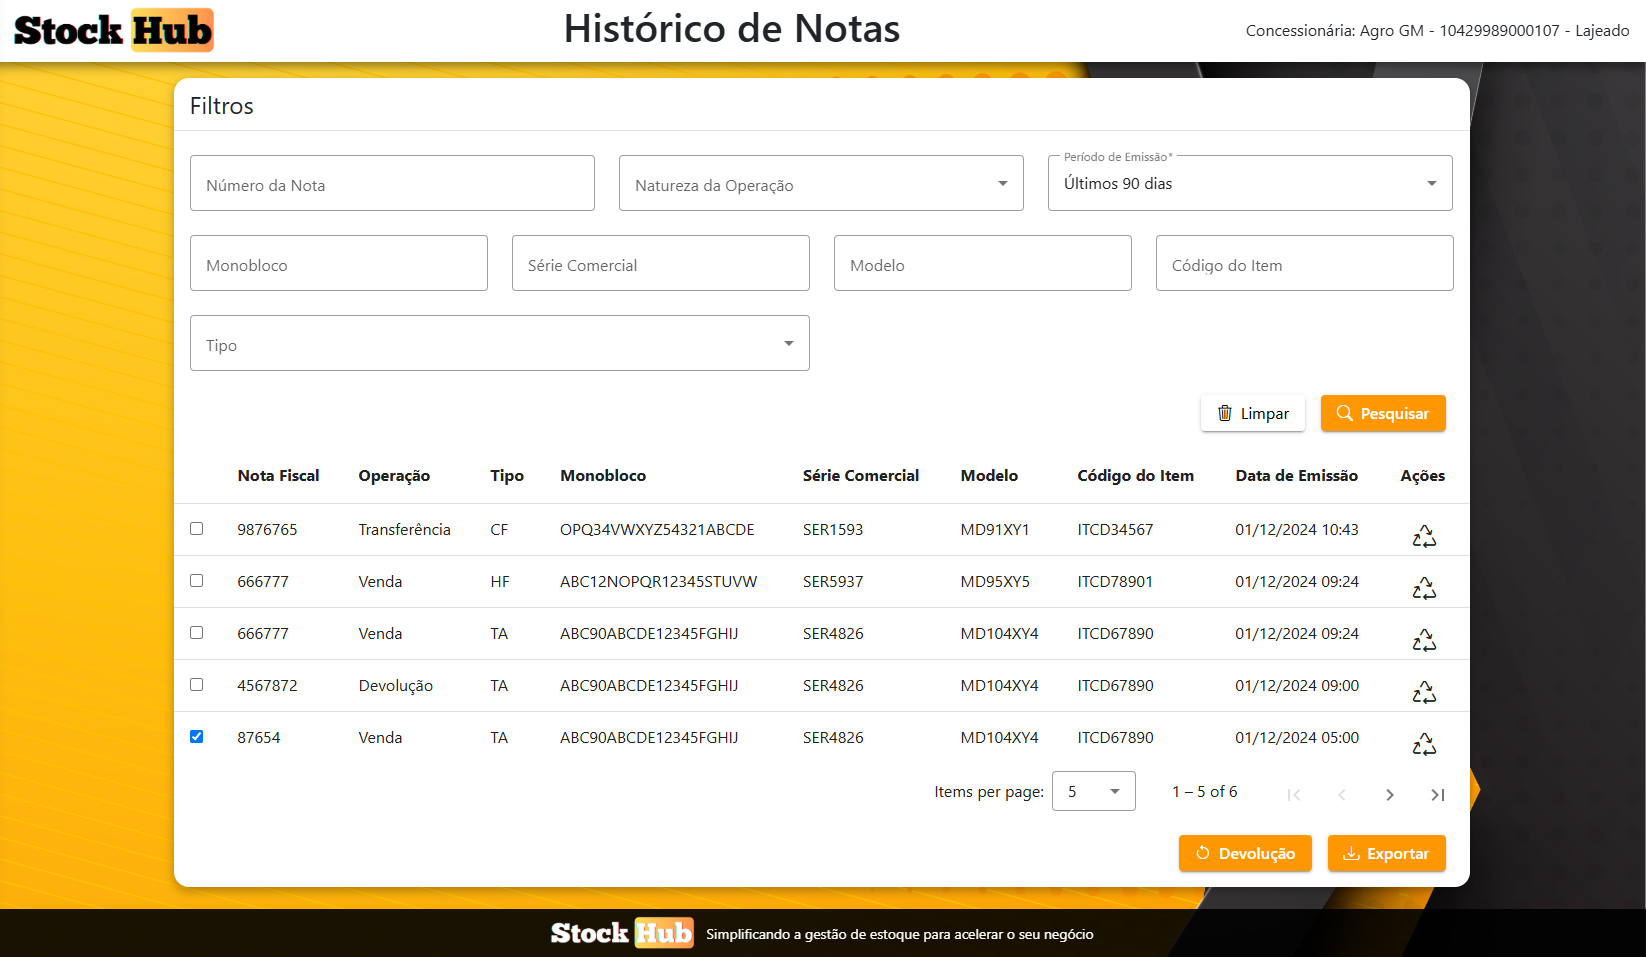 Stock Hub
Histórico de Notas
Concessionária: Agro GM - 10429989000107 - Lajeado
Filtros
Número da Nota
Natureza da Operação
Período de Emissão*
Últimos 90 dias
Monobloco
Série Comercial
Modelo
Código do Item
Tipo
Limpar
Pesquisar
Nota Fiscal Operação Tipo Monobloco Série Comercial Modelo Código do Item Data de Emissão Ações
9876765 Transferência CF OPQ34VWXYZ54321ABCDE SER1593 MD91XY1 ITCD34567 01/12/2024 10:43
666777 Venda HF ABC12NOPQR12345STUVW SER5937 MD95XY5 ITCD78901 01/12/2024 09:24
666777 Venda TA ABC90ABCDE12345FGHIJ SER4826 MD104XY4 ITCD67890 01/12/2024 09:24
4567872 Devolução TA ABC90ABCDE12345FGHIJ SER4826 MD104XY4 ITCD67890 01/12/2024 09:00
87654 Venda TA ABC90ABCDE12345FGHIJ SER4826 MD104XY4 ITCD67890 01/12/2024 05:00
Items per page: 5 1 – 5 of 6
Devolução
Exportar
Stock Hub Simplificando a gestão de estoque para acelerar o seu negócio